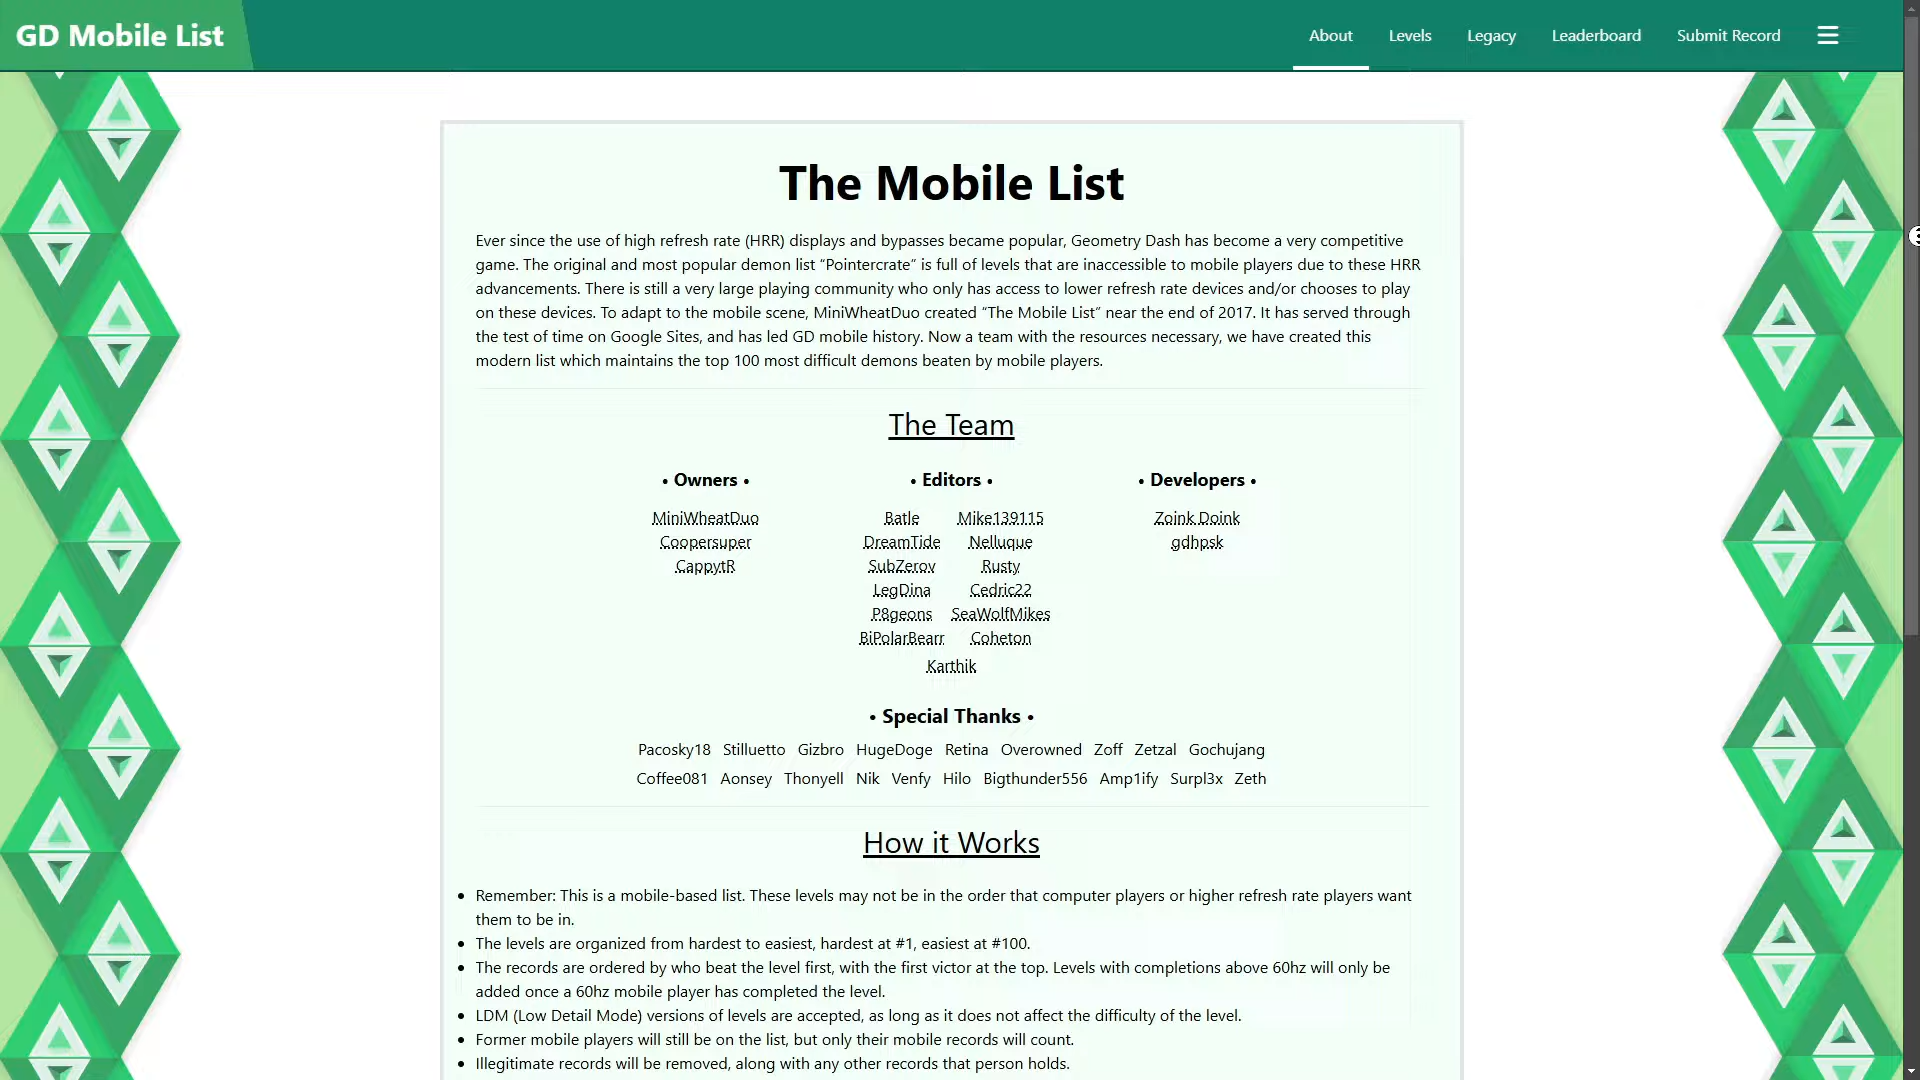 GD Mobile List
About Levels Legacy Leaderboard Submit Record
The Mobile List
Ever since the use of high refresh rate (HRR) displays and bypasses became popular, Geometry Dash has become a very competitive
game. The original and most popular demon list “Pointercrate” is full of levels that are inaccessible to mobile players due to these HRR
advancements. There is still a very large playing community who only has access to lower refresh rate devices and/or chooses to play
on these devices. To adapt to the mobile scene, MiniWheatDuo created “The Mobile List” near the end of 2017. It has served through
the test of time on Google Sites, and has led GD mobile history. Now a team with the resources necessary, we have created this
modern list which maintains the top 100 most difficult demons beaten by mobile players.
The Team
• Owners •
MiniWheatDuo
Coopersuper
CappytR
• Editors •
Batle Mike139115
DreamTide Nelluque
SubZerov Rusty
LegDina Cedric22
P8geons SeaWolfMikes
BiPolarBearr Coheton
Karthik
• Developers •
Zoink Doink
gdhpsk
• Special Thanks •
Pacosky18 Stilluetto Gizbro HugeDoge Retina Overowned Zoff Zetzal Gochujang
Coffee081 Aonsey Thonyell Nik Venfy Hilo Bigthunder556 Amp1ify Surpl3x Zeth
How it Works
• Remember: This is a mobile-based list. These levels may not be in the order that computer players or higher refresh rate players want
them to be in.
• The levels are organized from hardest to easiest, hardest at #1, easiest at #100.
• The records are ordered by who beat the level first, with the first victor at the top. Levels with completions above 60hz will only be
added once a 60hz mobile player has completed the level.
• LDM (Low Detail Mode) versions of levels are accepted, as long as it does not affect the difficulty of the level.
• Former mobile players will still be on the list, but only their mobile records will count.
• Illegitimate records will be removed, along with any other records that person holds.